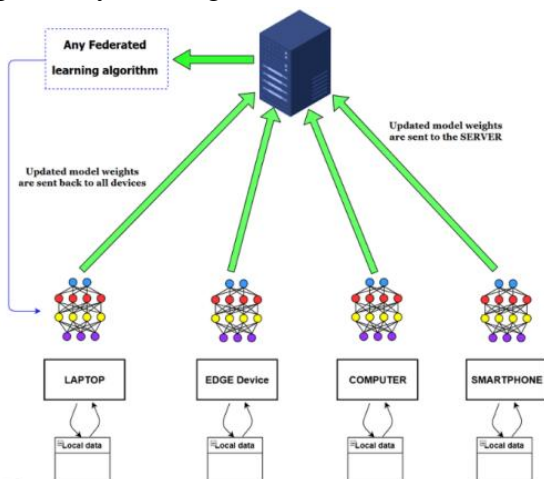 Any Federated
learning algorithm
Updated model weights
are sent to the SERVER
Updated model weights
are sent back to all devices
LAPTOP
EDGE Device
COMPUTER
SMARTPHONE
Local data
Local data
Local data
Local data